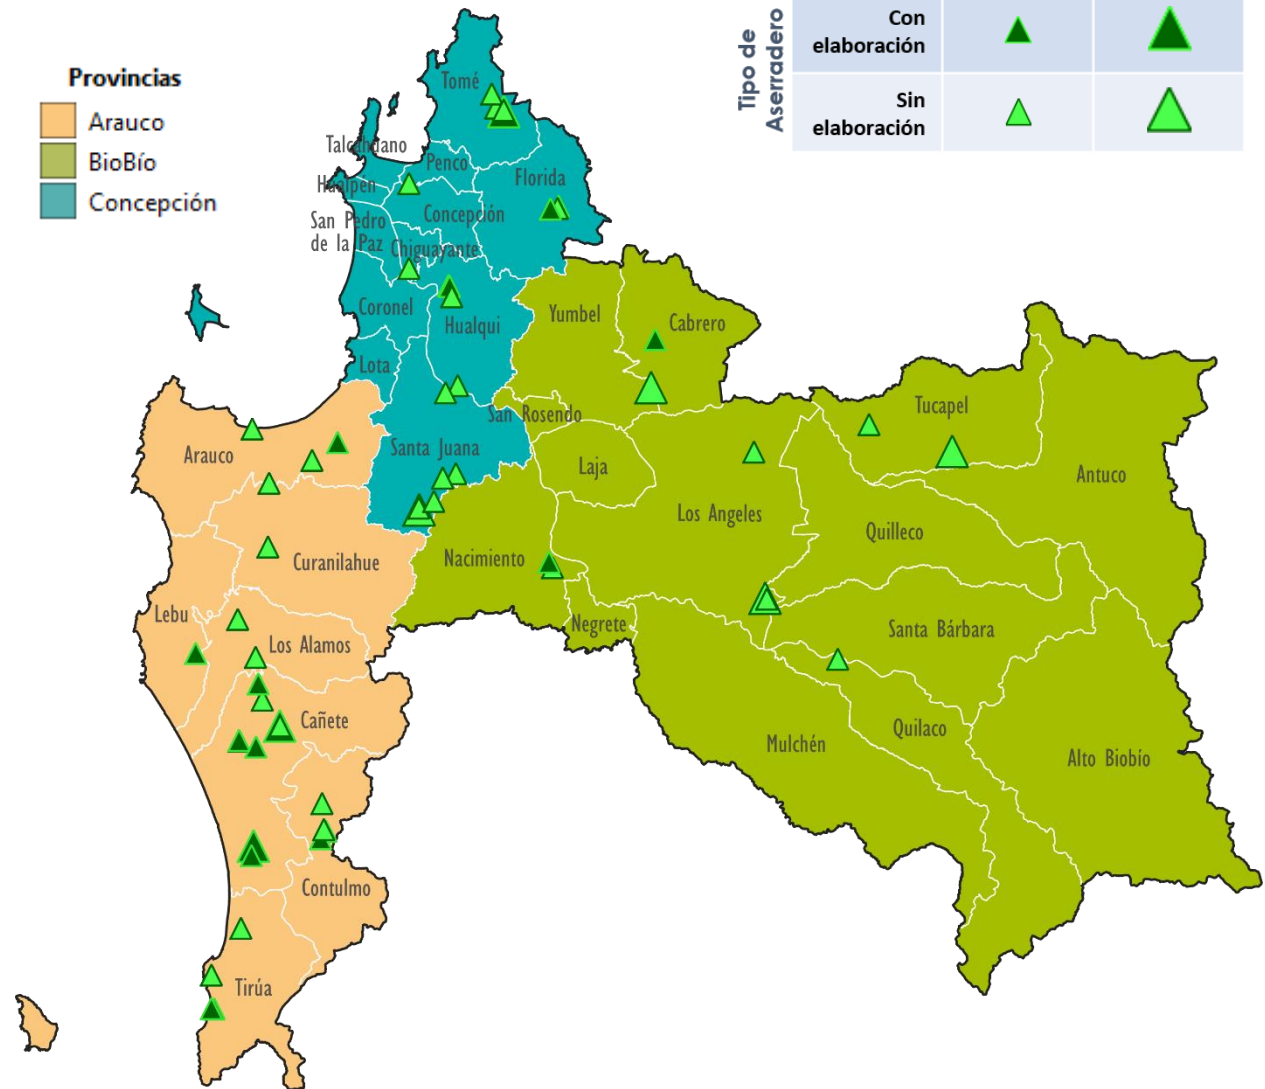 Provincias
Arauco
BioBío
Concepción
Tipo de
Aserradero
Con
elaboración
Sin
elaboración
Tomé
Talcahuano
Penco
Hualpén
Florida
San Pedro
de la Paz
Concepción
Chiguayante
Coronel
Hualqui
Yumbel
Cabrero
Lota
San Rosendo
Tucapel
Arauco
Santa Juana
Laja
Antuco
Los Angeles
Quilleco
Curanilahue
Nacimiento
Lebu
Negrete
Los Alamos
Santa Bárbara
Cañete
Quilaco
Mulchén
Alto Biobío
Contulmo
Tirúa